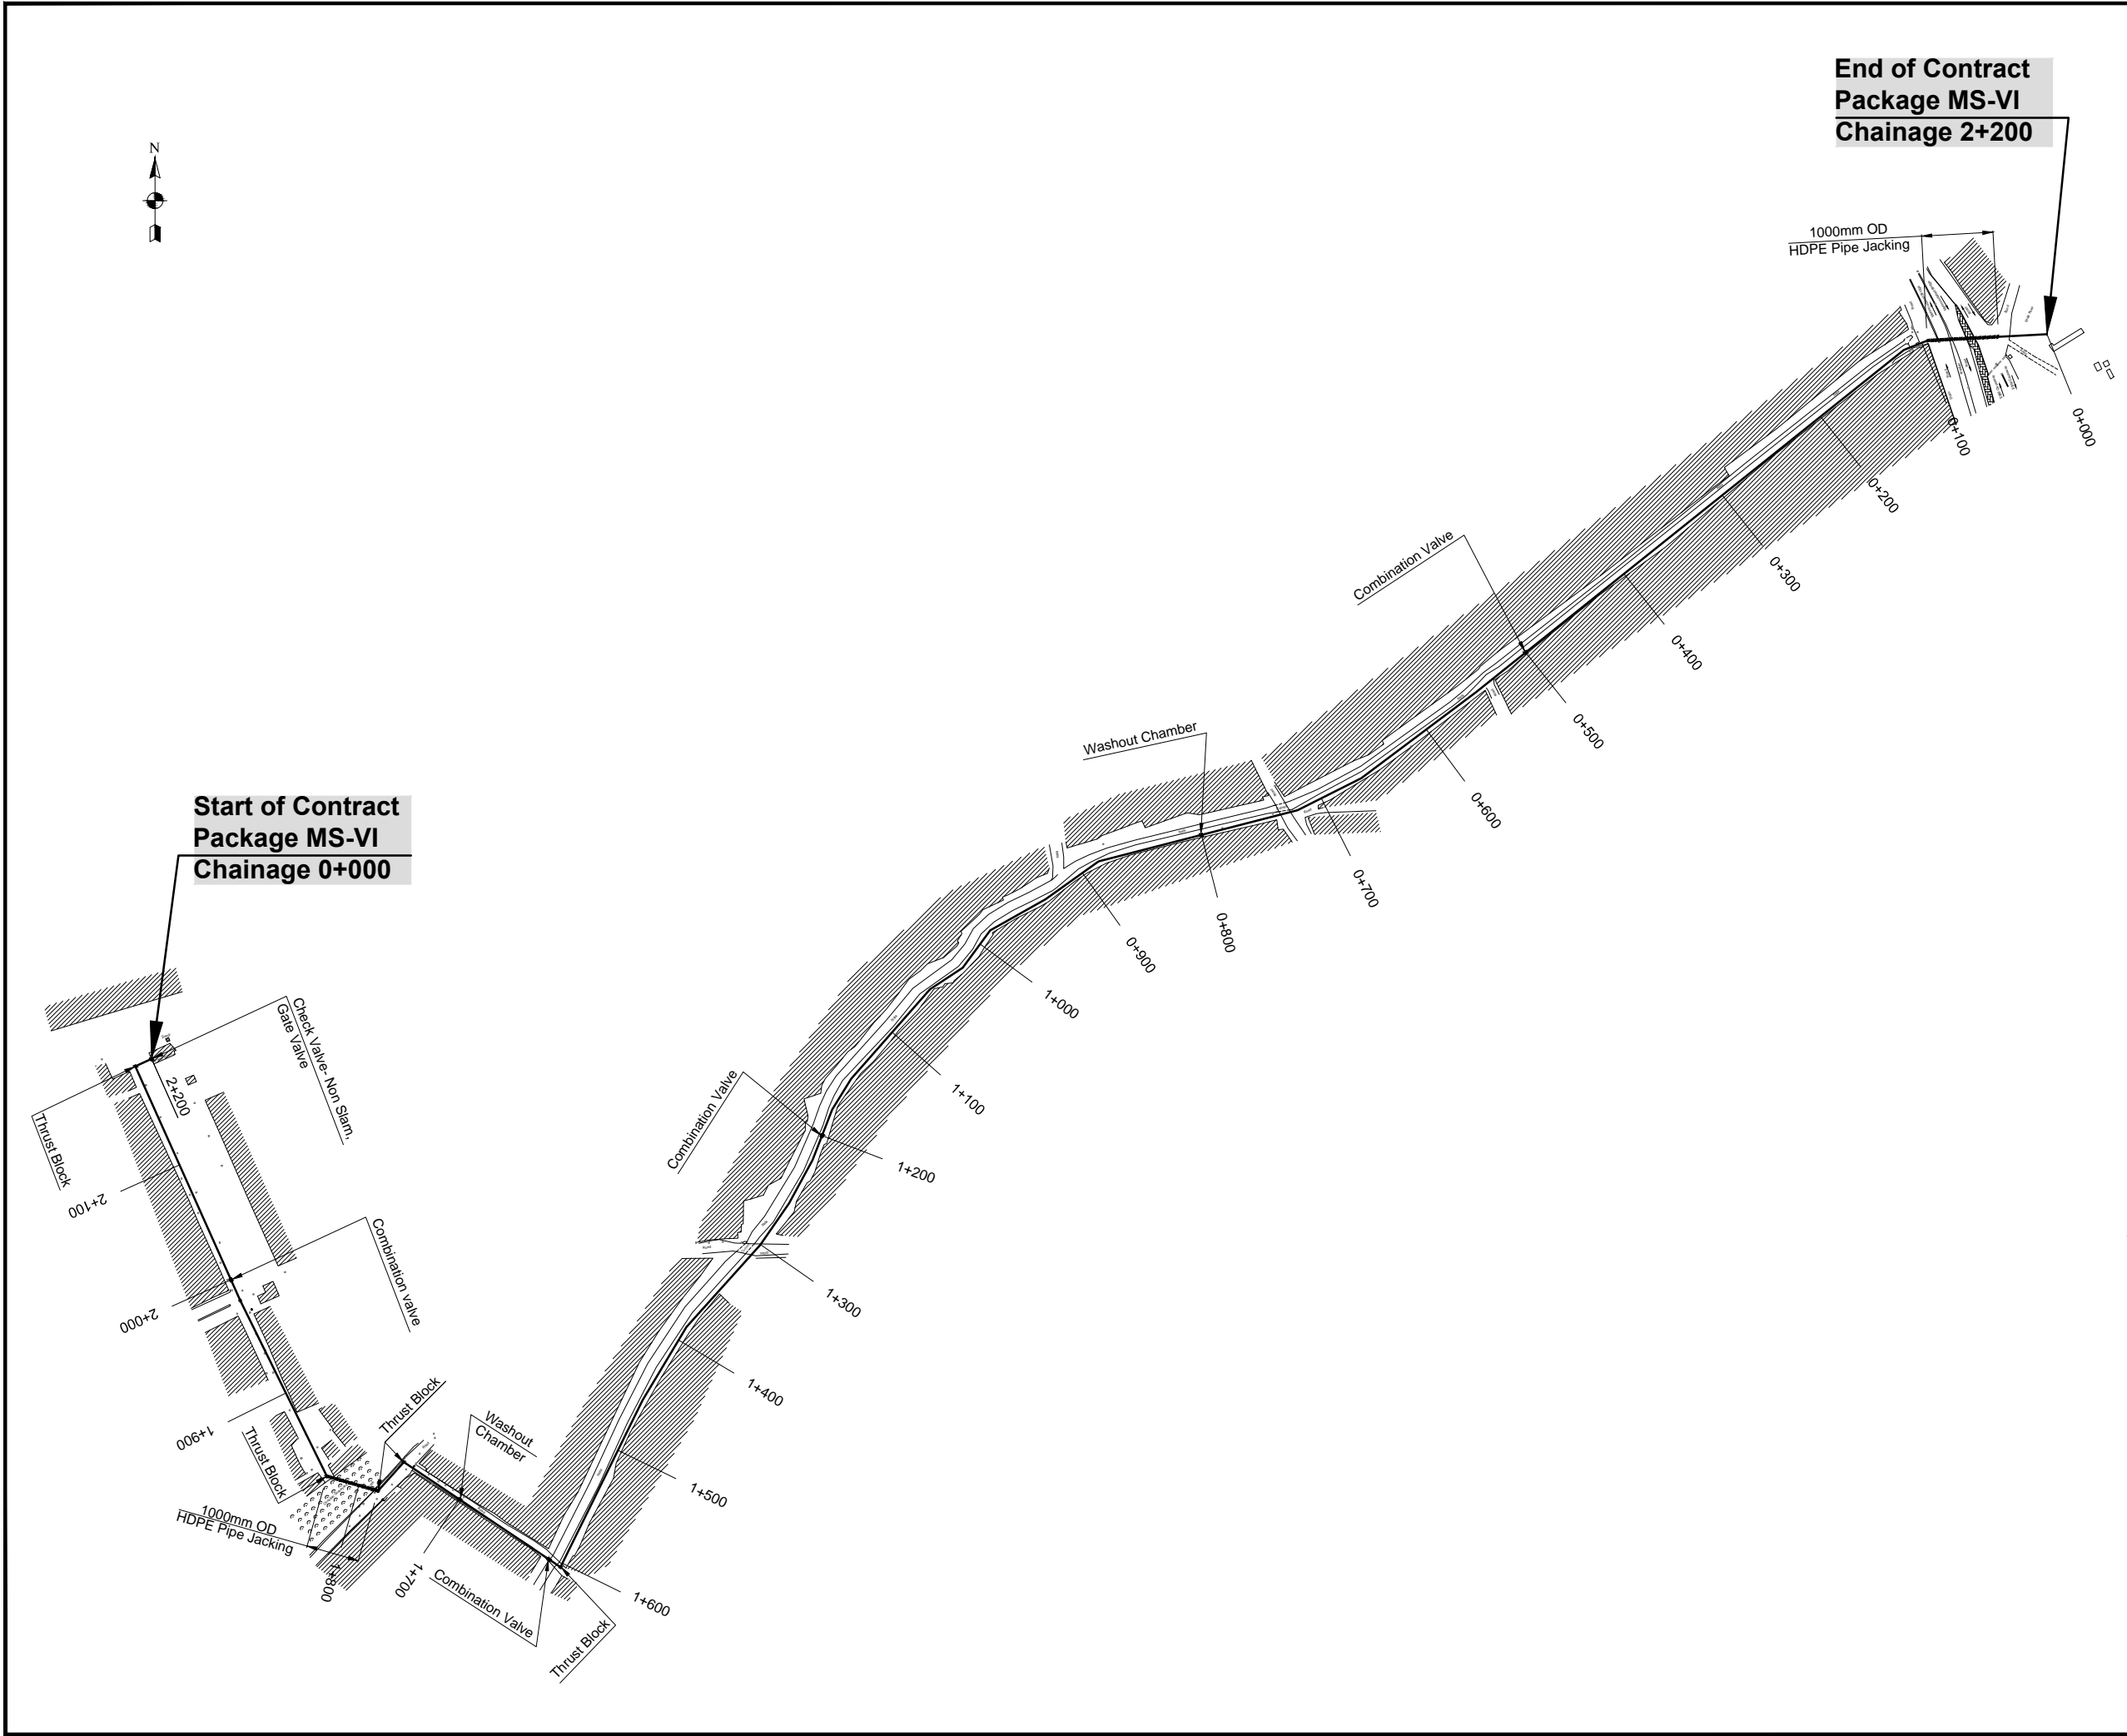 End of Contract
Package MS-VI
Chainage 2+200
N
1000mm OD
HDPE Pipe Jacking
0+000
0+100
0+200
0+300
0+400
Combination Valve
0+500
0+600
Washout Chamber
0+700
0+800
0+900
1+000
Start of Contract
Package MS-VI
Chainage 0+000
Check Valve- Non Slam,
Gate Valve
2+200
Thrust Block
2+100
Combination valve
2+000
1+900
Combination Valve
1+100
1+200
1+300
1+400
1+500
Thrust Block
Washout
Chamber
Thrust Block
1000mm OD
HDPE Pipe Jacking
1+800
1+700
Combination Valve
1+600
Thrust Block